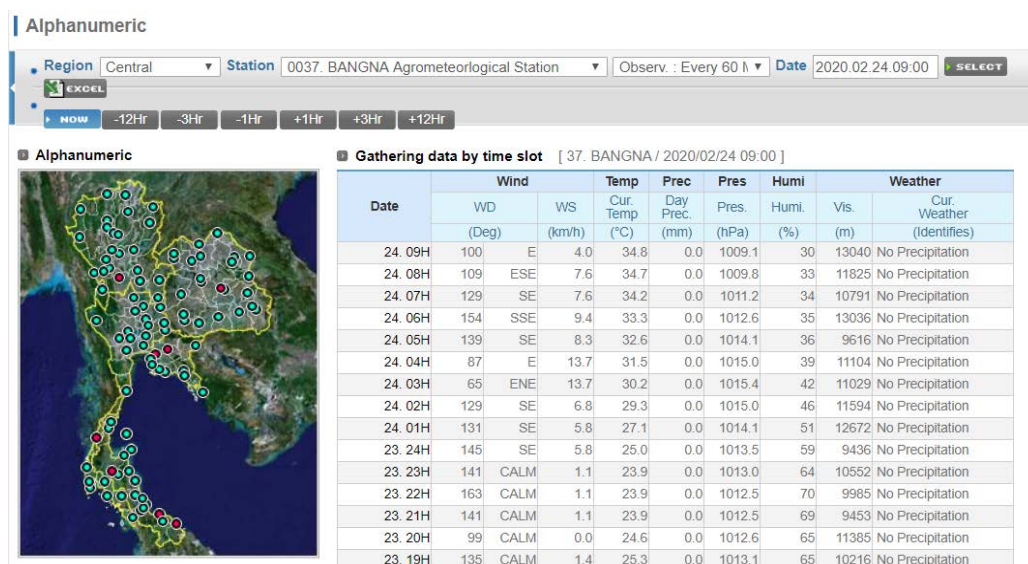 Alphanumeric
Region Central Station 0037. BANGNA Agrometeorlogical Station Observ. : Every 60 Date 2020.02.24.09:00 SELECT
EXCEL
NOW -12Hr -3Hr -1Hr +1Hr +3Hr +12Hr
Alphanumeric
Gathering data by time slot [ 37. BANGNA / 2020/02/24 09:00 ]
Date Wind Temp Prec Pres Humi Weather
WD WS Cur. Temp Day Prec. Pres. Humi. Vis. Cur. Weather
(Deg) (km/h) (°C) (mm) (hPa) (%) (m) (Identifies)
24. 09H 100 E 4.0 34.8 0.0 1009.1 30 13040 No Precipitation
24. 08H 109 ESE 7.6 34.7 0.0 1009.8 33 11825 No Precipitation
24. 07H 129 SE 7.6 34.2 0.0 1011.2 34 10791 No Precipitation
24. 06H 154 SSE 9.4 33.3 0.0 1012.6 35 13036 No Precipitation
24. 05H 139 SE 8.3 32.6 0.0 1014.1 36 9616 No Precipitation
24. 04H 87 E 13.7 31.5 0.0 1015.0 39 11104 No Precipitation
24. 03H 65 ENE 13.7 30.2 0.0 1015.4 42 11029 No Precipitation
24. 02H 129 SE 6.8 29.3 0.0 1015.0 46 11594 No Precipitation
24. 01H 131 SE 5.8 27.1 0.0 1014.1 51 12672 No Precipitation
23. 24H 145 SE 5.8 25.0 0.0 1013.5 59 9436 No Precipitation
23. 23H 141 CALM 1.1 23.9 0.0 1013.0 64 10552 No Precipitation
23. 22H 163 CALM 1.1 23.9 0.0 1012.5 70 9985 No Precipitation
23. 21H 141 CALM 1.1 23.9 0.0 1012.5 69 9453 No Precipitation
23. 20H 99 CALM 0.0 24.6 0.0 1012.6 65 11385 No Precipitation
23. 19H 135 CALM 1.4 25.3 0.0 1013.1 65 10216 No Precipitation